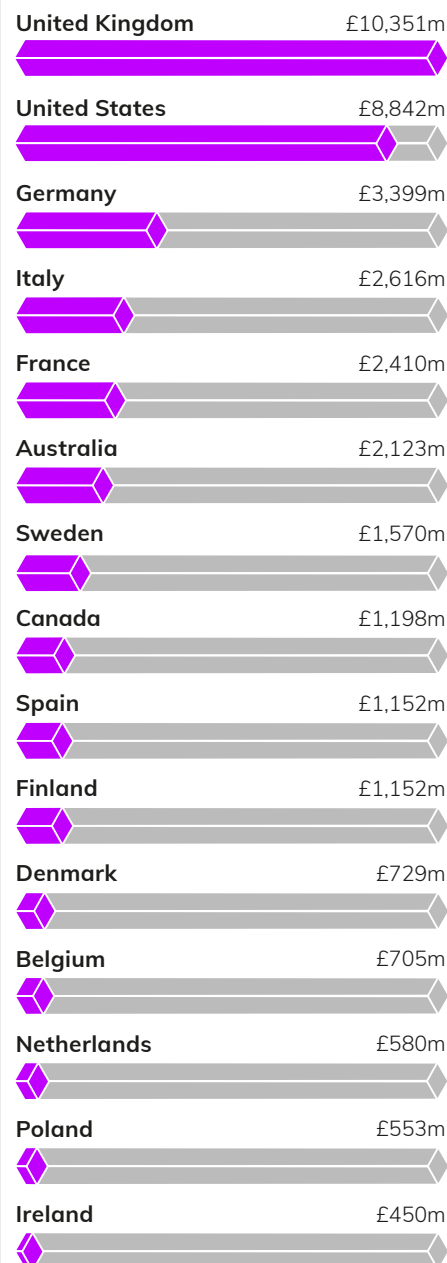 United Kingdom £10,351m
United States £8,842m
Germany £3,399m
Italy £2,616m
France £2,410m
Australia £2,123m
Sweden £1,570m
Canada £1,198m
Spain £1,152m
Finland £1,152m
Denmark £729m
Belgium £705m
Netherlands £580m
Poland £553m
Ireland £450m